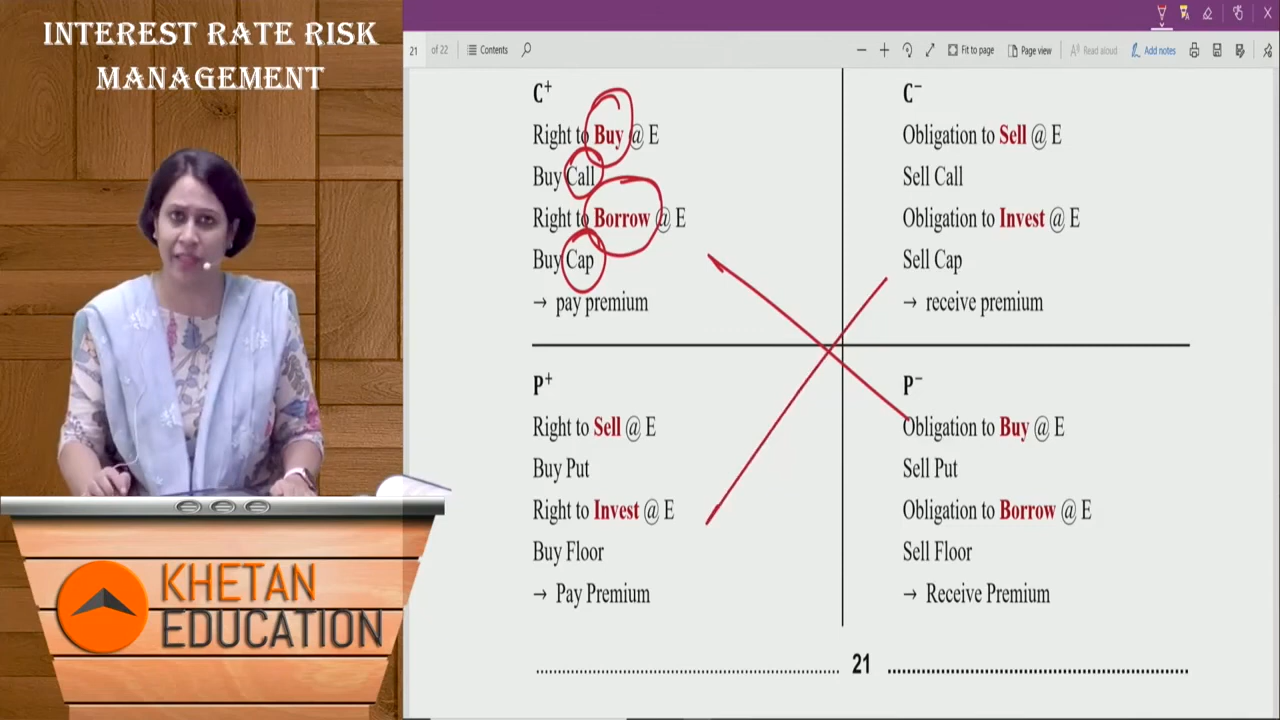 INTEREST RATE RISK
MANAGEMENT
21 of 22
Contents
Fit to page
Page view
Read aloud
Add notes
C⁺
Right to Buy @ E
Buy Call
Right to Borrow @ E
Buy Cap
→ pay premium
C⁻
Obligation to Sell @ E
Sell Call
Obligation to Invest @ E
Sell Cap
→ receive premium
P⁺
Right to Sell @ E
Buy Put
Right to Invest @ E
Buy Floor
→ Pay Premium
P⁻
Obligation to Buy @ E
Sell Put
Obligation to Borrow @ E
Sell Floor
→ Receive Premium
21
KHETAN
EDUCATION